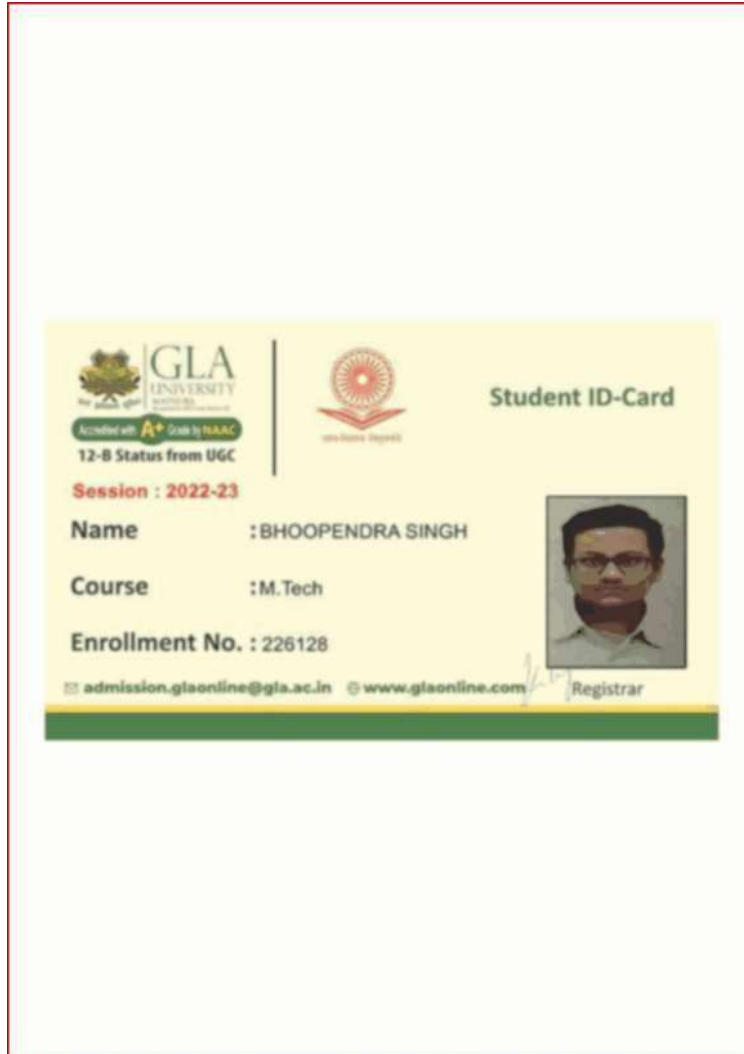 GLA
UNIVERSITY
MATHURA
Accredited with A+ Grade by NAAC
12-B Status from UGC
Student ID-Card
Session : 2022-23
Name : BHOOPENDRA SINGH
Course : M.Tech
Enrollment No. : 226128
admission.glaonline@gla.ac.in www.glaonline.com Registrar